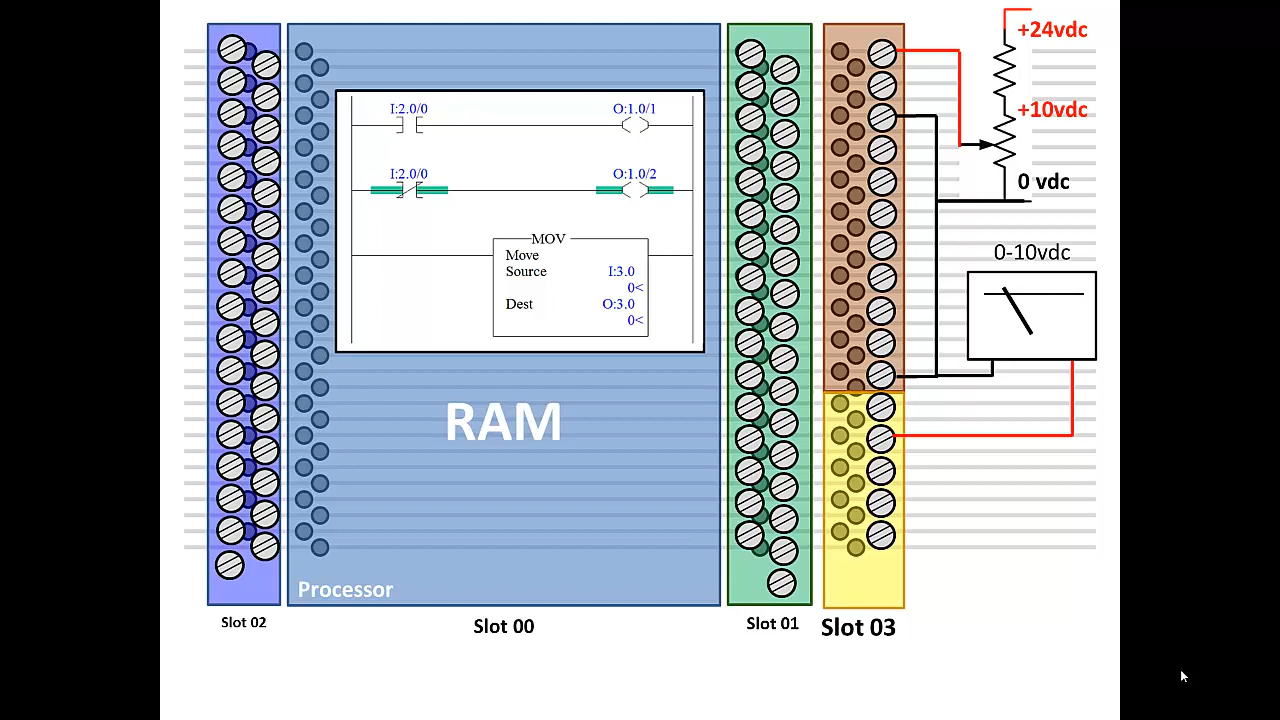 +24vdc
I:2.0/0 O:1.0/1
+10vdc
I:2.0/0 O:1.0/2
0 vdc
MOV
Move
Source I:3.0
0<
Dest O:3.0
0<
0-10vdc
RAM
Processor
Slot 02
Slot 00
Slot 01
Slot 03